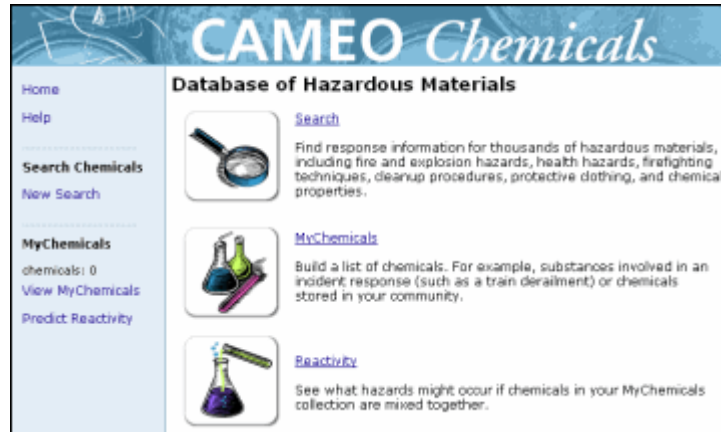 CAMEO Chemicals
Home
Help
Search Chemicals
New Search
MyChemicals
chemicals: 0
View MyChemicals
Predict Reactivity
Database of Hazardous Materials
Search
Find response information for thousands of hazardous materials,
including fire and explosion hazards, health hazards, firefighting
techniques, cleanup procedures, protective clothing, and chemical
properties.
MyChemicals
Build a list of chemicals. For example, substances involved in an
incident response (such as a train derailment) or chemicals
stored in your community.
Reactivity
See what hazards might occur if chemicals in your MyChemicals
collection are mixed together.